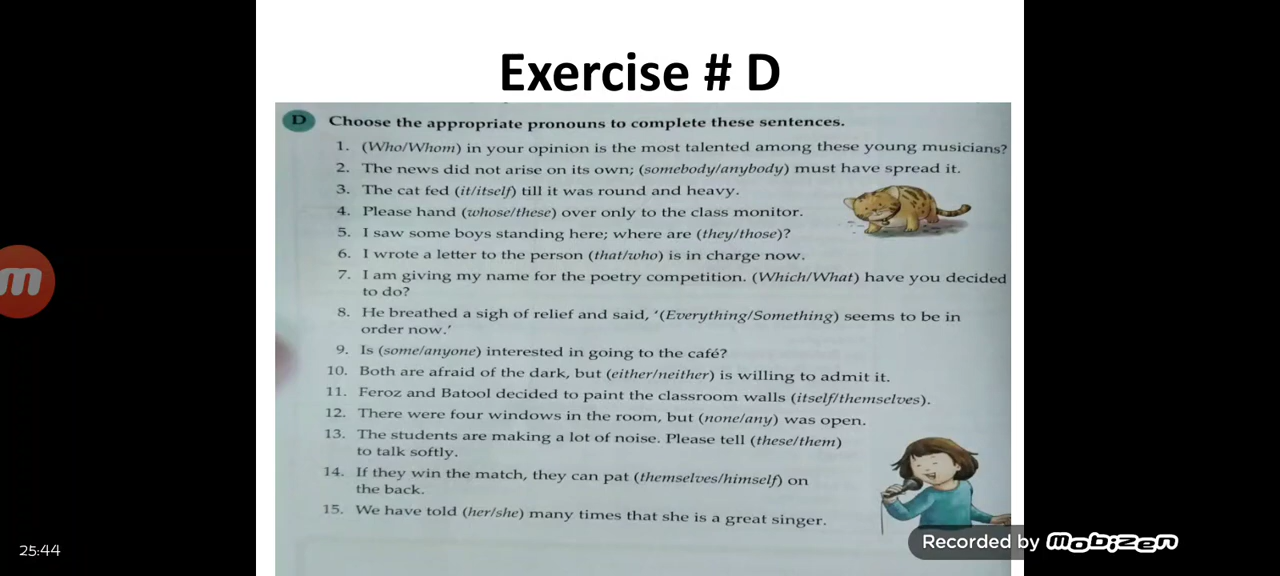 Exercise # D
D Choose the appropriate pronouns to complete these sentences.
1. (Who/Whom) in your opinion is the most talented among these young musicians?
2. The news did not arise on its own; (somebody/anybody) must have spread it.
3. The cat fed (it/itself) till it was round and heavy.
4. Please hand (whose/these) over only to the class monitor.
5. I saw some boys standing here; where are (they/those)?
6. I wrote a letter to the person (that/who) is in charge now.
7. I am giving my name for the poetry competition. (Which/What) have you decided
to do?
8. He breathed a sigh of relief and said, ‘(Everything/Something) seems to be in
order now.’
9. Is (some/anyone) interested in going to the café?
10. Both are afraid of the dark, but (either/neither) is willing to admit it.
11. Feroz and Batool decided to paint the classroom walls (itself/themselves).
12. There were four windows in the room, but (none/any) was open.
13. The students are making a lot of noise. Please tell (these/them)
to talk softly.
14. If they win the match, they can pat (themselves/himself) on
the back.
15. We have told (her/she) many times that she is a great singer.
25:44
Recorded by mobizen